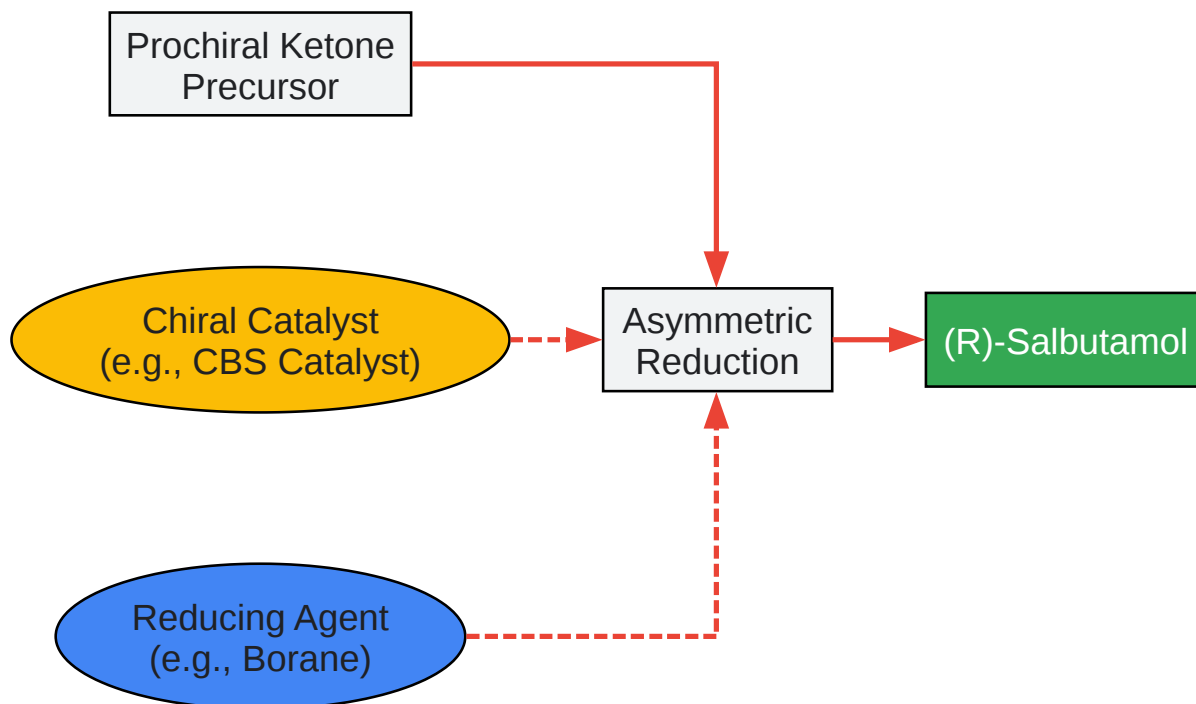 Prochiral Ketone
Precursor
Chiral Catalyst
(e.g., CBS Catalyst)
Asymmetric
Reduction
(R)-Salbutamol
Reducing Agent
(e.g., Borane)